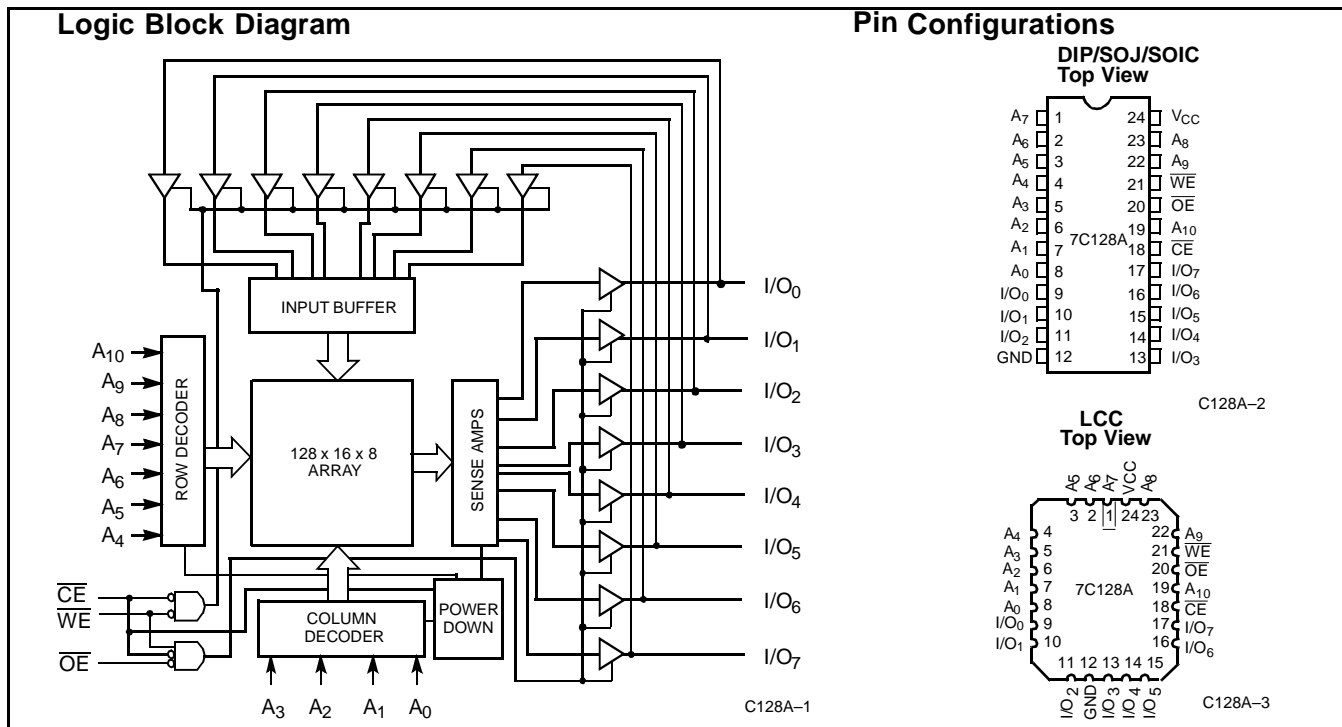 Logic Block Diagram
INPUT BUFFER
A10
A9
A8
A7
A6
A5
A4
ROW DECODER
128 x 16 x 8
ARRAY
SENSE AMPS
I/O0
I/O1
I/O2
I/O3
I/O4
I/O5
I/O6
I/O7
CE
WE
OE
COLUMN
DECODER
POWER
DOWN
A3 A2 A1 A0
C128A–1
Pin Configurations
DIP/SOJ/SOIC
Top View
A7 1 24 VCC
A6 2 23 A8
A5 3 22 A9
A4 4 21 WE
A3 5 20 OE
A2 6 19 A10
7C128A
A1 7 18 CE
A0 8 17 I/O7
I/O0 9 16 I/O6
I/O1 10 15 I/O5
I/O2 11 14 I/O4
GND 12 13 I/O3
C128A–2
LCC
Top View
A5 A6 A7 VCC A8
3 2 1 24 23
A4 4 22 A9
A3 5 21 WE
A2 6 20 OE
A1 7 7C128A 19 A10
A0 8 18 CE
I/O0 9 17 I/O7
I/O1 10 16 I/O6
11 12 13 14 15
I/O2 GND I/O3 I/O4 I/O5
C128A–3